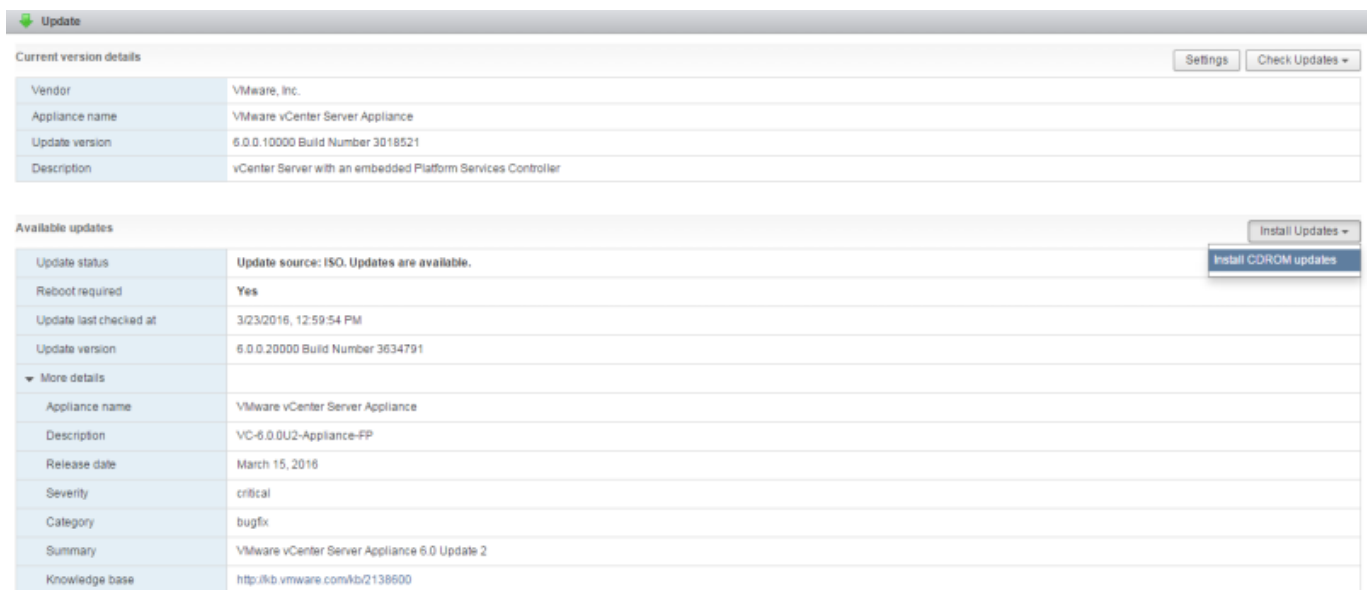 Update
Current version details
Settings Check Updates
Vendor VMware, Inc.
Appliance name VMware vCenter Server Appliance
Update version 6.0.0.10000 Build Number 3018521
Description vCenter Server with an embedded Platform Services Controller
Available updates Install Updates
Install CDROM updates
Update status Update source: ISO. Updates are available.
Reboot required Yes
Update last checked at 3/23/2016, 12:59:54 PM
Update version 6.0.0.20000 Build Number 3634791
More details
Appliance name VMware vCenter Server Appliance
Description VC-6.0.0U2-Appliance-FP
Release date March 15, 2016
Severity critical
Category bugfix
Summary VMware vCenter Server Appliance 6.0 Update 2
Knowledge base http://kb.vmware.com/kb/2138600